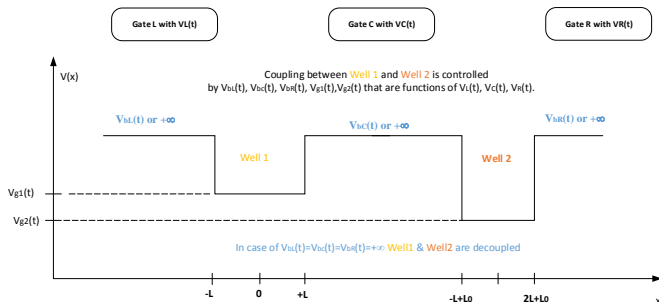 Gate L with VL(t)
Gate C with VC(t)
Gate R with VR(t)
V(x)
Coupling between Well 1 and Well 2 is controlled
by VbL(t), Vbc(t), VbR(t), Vg1(t),Vg2(t) that are functions of VL(t), VC(t), VR(t).
VbL(t) or +∞
VbC(t) or +∞
VbR(t) or +∞
Well 1
Well 2
Vg1(t)
Vg2(t)
In case of VbL(t)=Vbc(t)=VbR(t)=+∞ Well1 & Well2 are decoupled
-L
0
+L
-L+L0
2L+L0